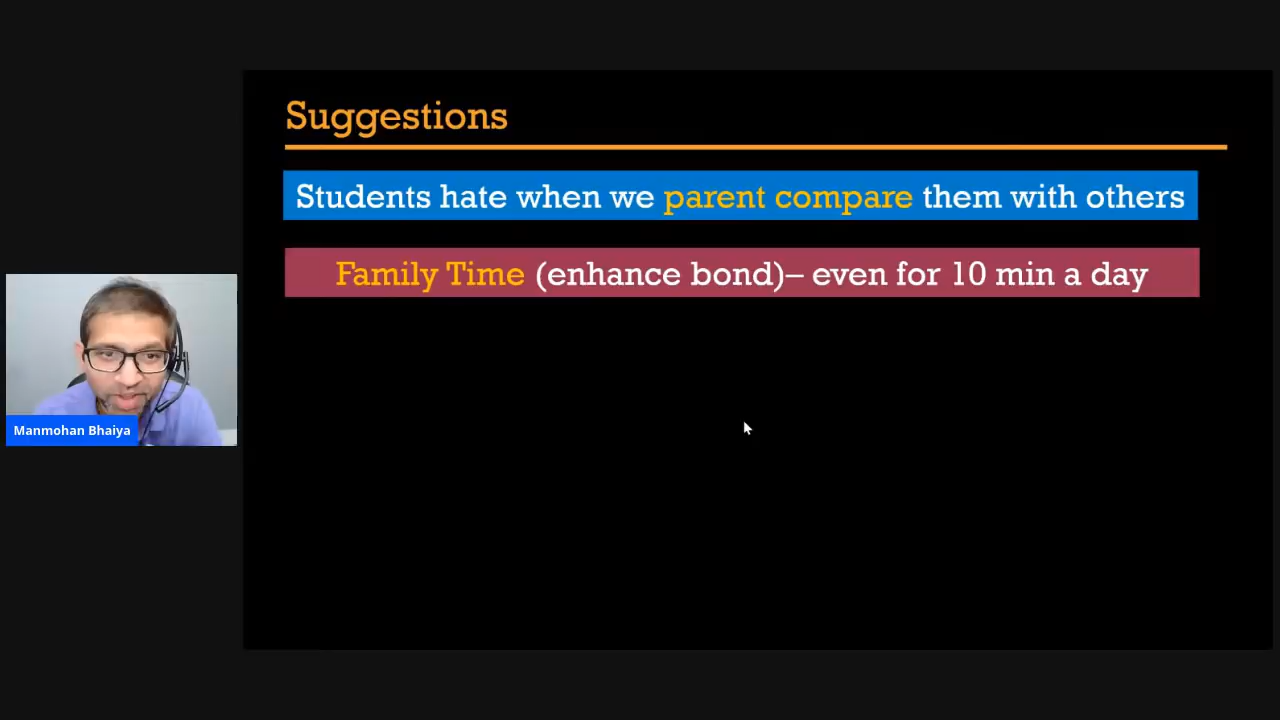 Suggestions
Students hate when we parent compare them with others
Family Time (enhance bond)– even for 10 min a day
Manmohan Bhaiya